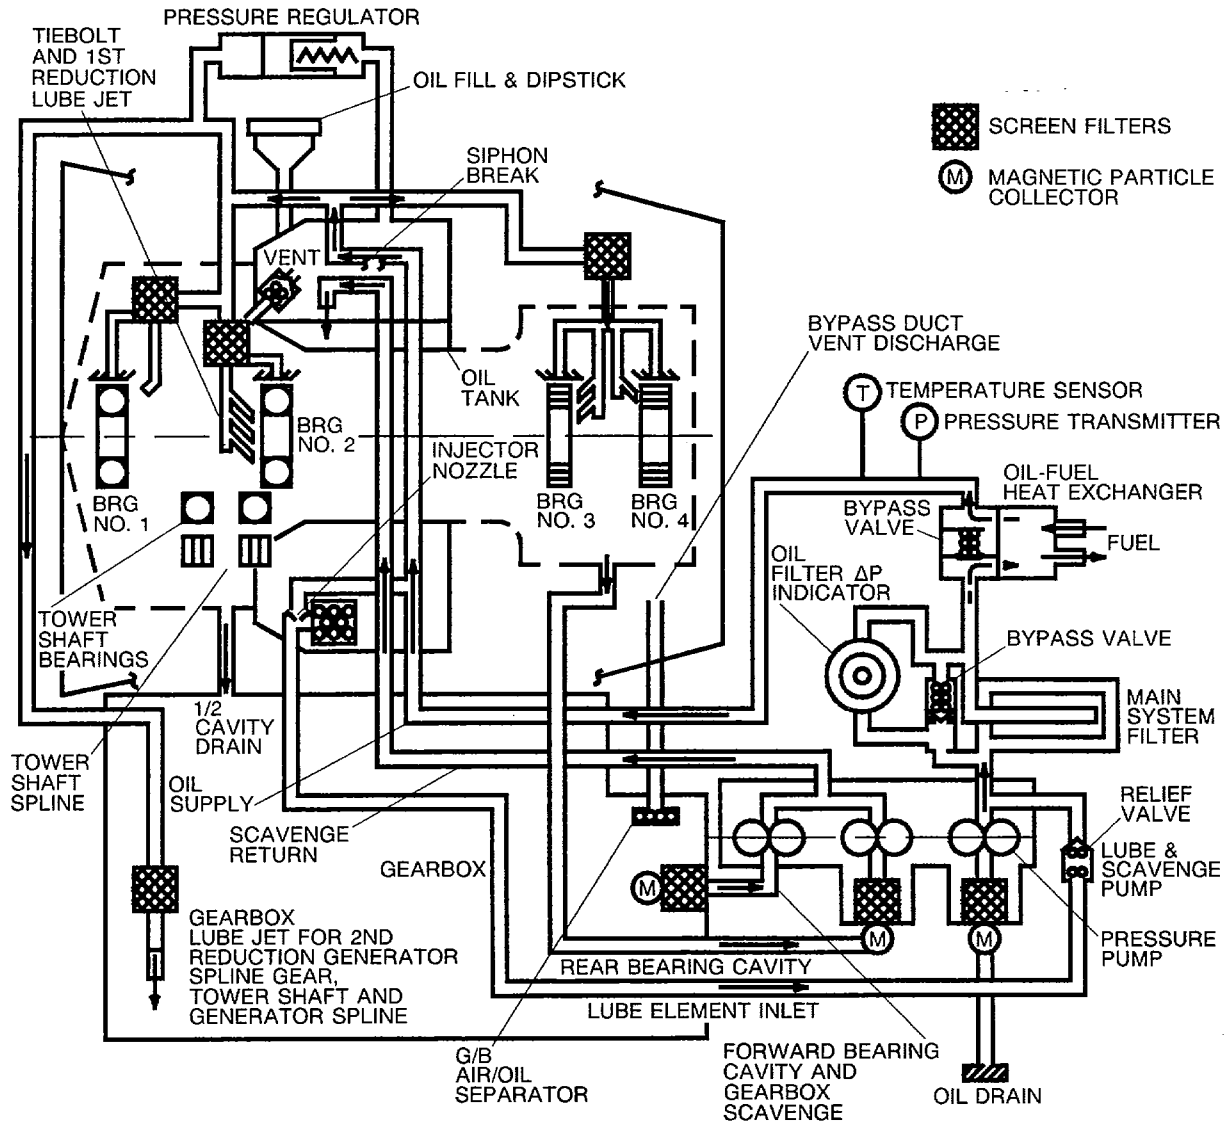 PRESSURE REGULATOR
TIEBOLT
AND 1ST
REDUCTION
LUBE JET
OIL FILL & DIPSTICK
SCREEN FILTERS
M
MAGNETIC PARTICLE
COLLECTOR
SIPHON
BREAK
VENT
BYPASS DUCT
VENT DISCHARGE
OIL
TANK
T
TEMPERATURE SENSOR
P
PRESSURE TRANSMITTER
BRG
NO. 2
INJECTOR
NOZZLE
OIL-FUEL
HEAT EXCHANGER
BRG
NO. 1
BRG
NO. 3
BRG
NO. 4
BYPASS
VALVE
FUEL
OIL
FILTER ΔP
INDICATOR
TOWER
SHAFT
BEARINGS
BYPASS VALVE
1/2
CAVITY
DRAIN
MAIN
SYSTEM
FILTER
TOWER
SHAFT
SPLINE
OIL
SUPPLY
SCAVENGE
RETURN
RELIEF
VALVE
GEARBOX
LUBE &
SCAVENGE
PUMP
M
M
M
GEARBOX
LUBE JET FOR 2ND
REDUCTION GENERATOR
SPLINE GEAR,
TOWER SHAFT AND
GENERATOR SPLINE
REAR BEARING CAVITY
PRESSURE
PUMP
LUBE ELEMENT INLET
G/B
AIR/OIL
SEPARATOR
FORWARD BEARING
CAVITY AND
GEARBOX
SCAVENGE
OIL DRAIN